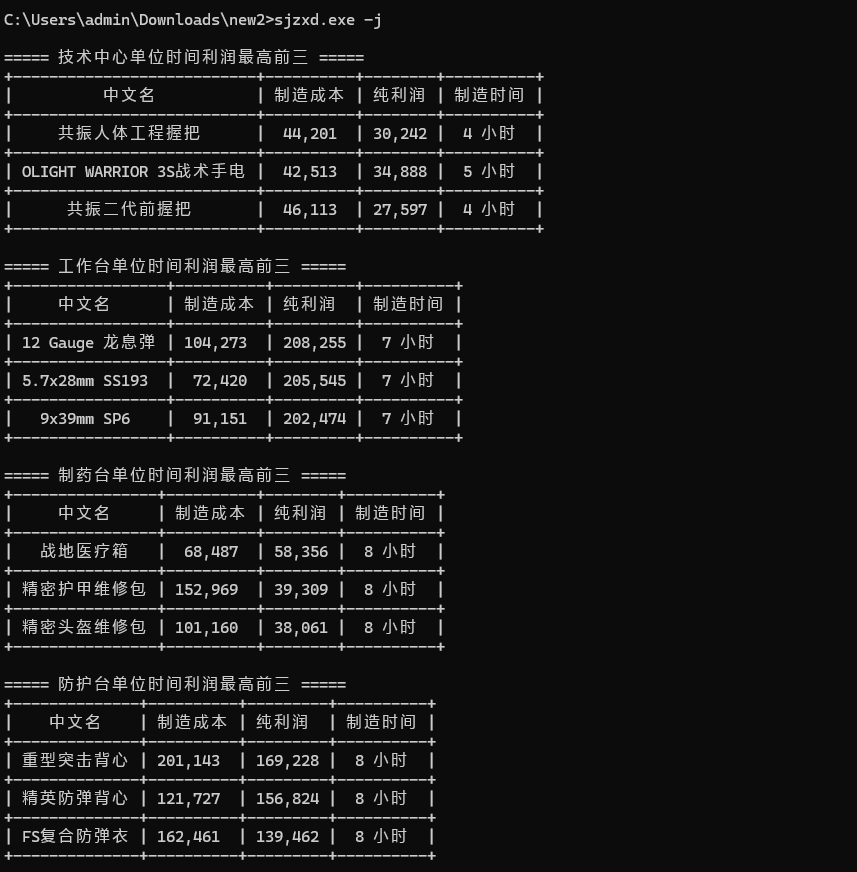 C:\Users\admin\Downloads\new2>sjzxd.exe -j
===== 技术中心单位时间利润最高前三 =====
| 中文名 | 制造成本 | 纯利润 | 制造时间 |
| 共振人体工程握把 | 44,201 | 30,242 | 4 小时 |
| OLIGHT WARRIOR 3S战术手电 | 42,513 | 34,888 | 5 小时 |
| 共振二代前握把 | 46,113 | 27,597 | 4 小时 |
===== 工作台单位时间利润最高前三 =====
| 中文名 | 制造成本 | 纯利润 | 制造时间 |
| 12 Gauge 龙息弹 | 104,273 | 208,255 | 7 小时 |
| 5.7x28mm SS193 | 72,420 | 205,545 | 7 小时 |
| 9x39mm SP6 | 91,151 | 202,474 | 7 小时 |
===== 制药台单位时间利润最高前三 =====
| 中文名 | 制造成本 | 纯利润 | 制造时间 |
| 战地医疗箱 | 68,487 | 58,356 | 8 小时 |
| 精密护甲维修包 | 152,969 | 39,309 | 8 小时 |
| 精密头盔维修包 | 101,160 | 38,061 | 8 小时 |
===== 防护台单位时间利润最高前三 =====
| 中文名 | 制造成本 | 纯利润 | 制造时间 |
| 重型突击背心 | 201,143 | 169,228 | 8 小时 |
| 精英防弹背心 | 121,727 | 156,824 | 8 小时 |
| FS复合防弹衣 | 162,461 | 139,462 | 8 小时 |